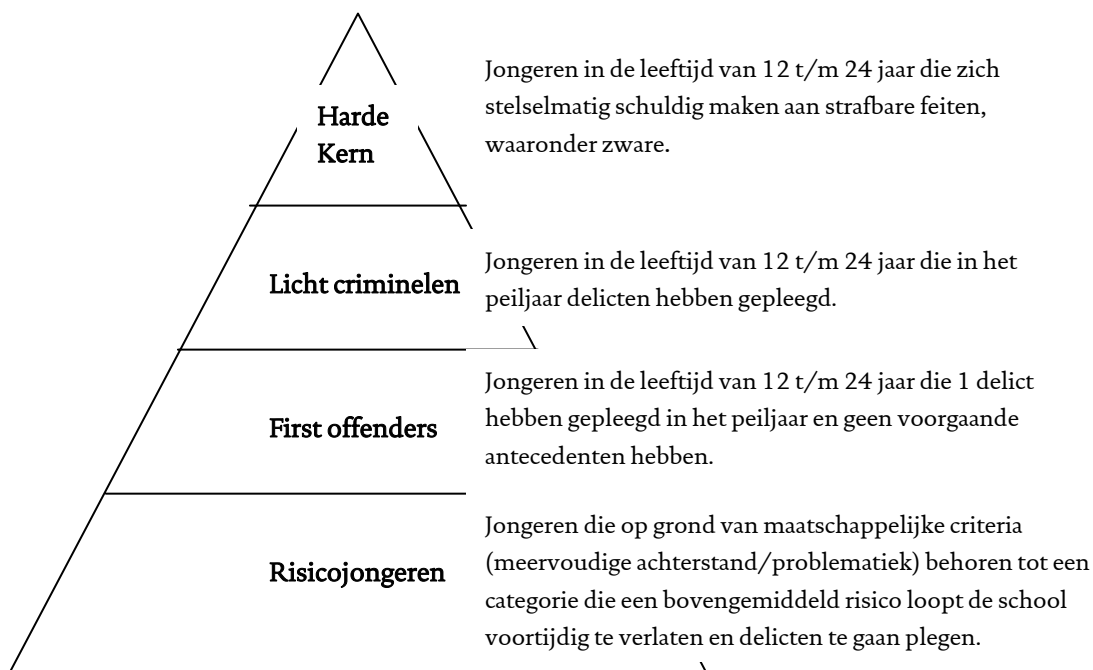 Harde
Kern
Jongeren in de leeftijd van 12 t/m 24 jaar die zich
stelselmatig schuldig maken aan strafbare feiten,
waaronder zware.
Licht criminelen
Jongeren in de leeftijd van 12 t/m 24 jaar die in het
peiljaar delicten hebben gepleegd.
First offenders
Jongeren in de leeftijd van 12 t/m 24 jaar die 1 delict
hebben gepleegd in het peiljaar en geen voorgaande
antecedenten hebben.
Risicojongeren
Jongeren die op grond van maatschappelijke criteria
(meervoudige achterstand/problematiek) behoren tot een
categorie die een bovengemiddeld risico loopt de school
voortijdig te verlaten en delicten te gaan plegen.